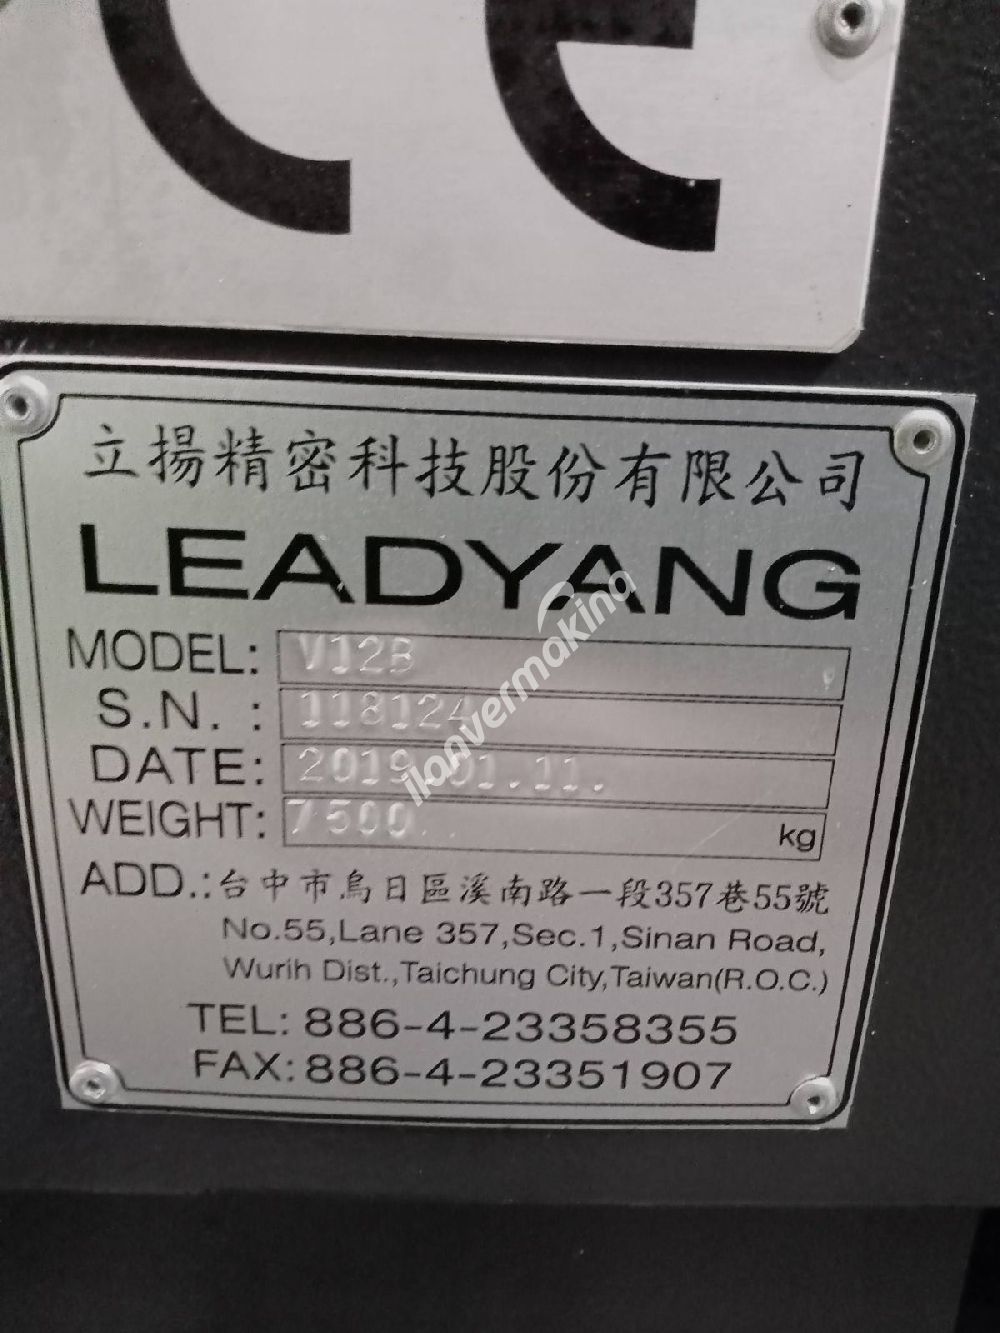 CE
立揚精密科技股份有限公司
LEADYANG
MODEL: V12B
S.N. : 118124
DATE: 2019.01.11.
WEIGHT: 7500 kg
ADD.:台中市烏日區溪南路一段357巷55號
No.55,Lane 357,Sec.1,Sinan Road,
Wurih Dist.,Taichung City,Taiwan(R.O.C.)
TEL: 886-4-23358355
FAX: 886-4-23351907
ilanvermakina